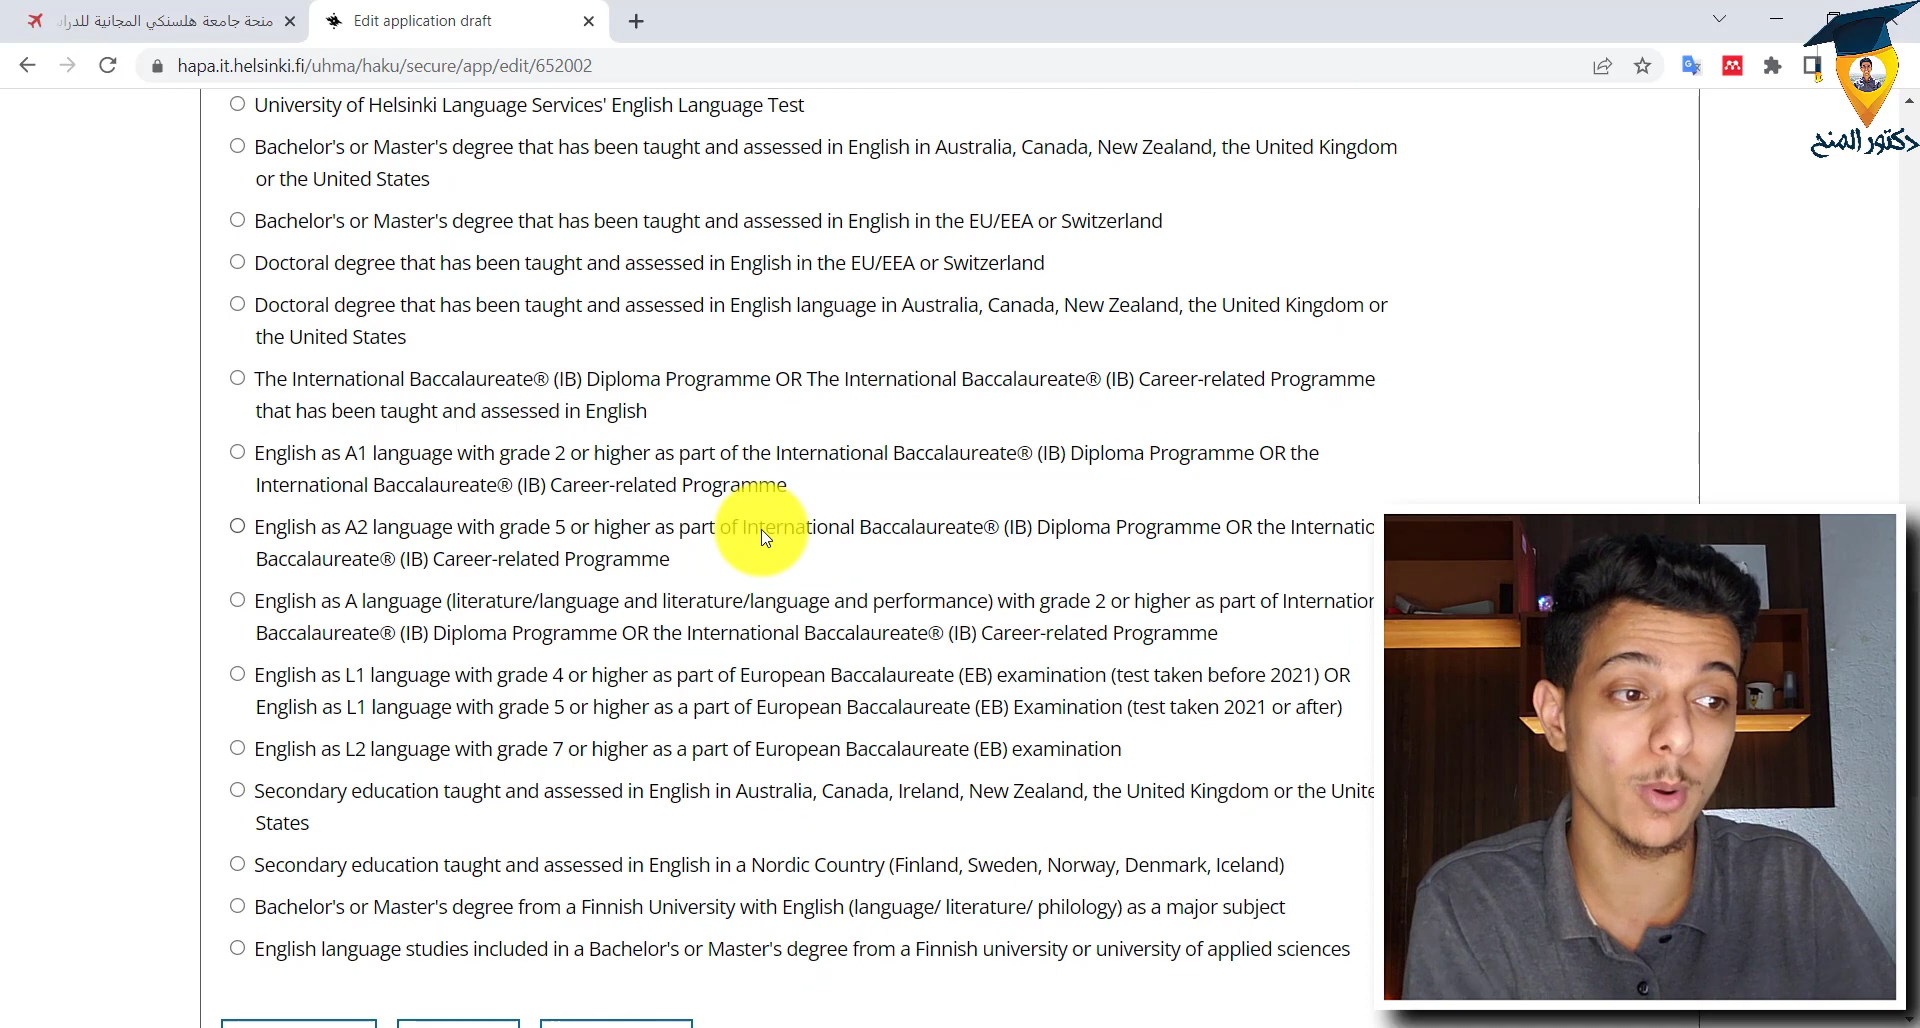 منحة جامعة هلسنكي المجانية للدرا
Edit application draft
hapa.it.helsinki.fi/uhma/haku/secure/app/edit/652002
دكتور المنح
University of Helsinki Language Services' English Language Test
Bachelor's or Master's degree that has been taught and assessed in English in Australia, Canada, New Zealand, the United Kingdom
or the United States
Bachelor's or Master's degree that has been taught and assessed in English in the EU/EEA or Switzerland
Doctoral degree that has been taught and assessed in English in the EU/EEA or Switzerland
Doctoral degree that has been taught and assessed in English language in Australia, Canada, New Zealand, the United Kingdom or
the United States
The International Baccalaureate® (IB) Diploma Programme OR The International Baccalaureate® (IB) Career-related Programme
that has been taught and assessed in English
English as A1 language with grade 2 or higher as part of the International Baccalaureate® (IB) Diploma Programme OR the
International Baccalaureate® (IB) Career-related Programme
English as A2 language with grade 5 or higher as part of International Baccalaureate® (IB) Diploma Programme OR the Internatio
Baccalaureate® (IB) Career-related Programme
English as A language (literature/language and literature/language and performance) with grade 2 or higher as part of Internation
Baccalaureate® (IB) Diploma Programme OR the International Baccalaureate® (IB) Career-related Programme
English as L1 language with grade 4 or higher as part of European Baccalaureate (EB) examination (test taken before 2021) OR
English as L1 language with grade 5 or higher as a part of European Baccalaureate (EB) Examination (test taken 2021 or after)
English as L2 language with grade 7 or higher as a part of European Baccalaureate (EB) examination
Secondary education taught and assessed in English in Australia, Canada, Ireland, New Zealand, the United Kingdom or the Unite
States
Secondary education taught and assessed in English in a Nordic Country (Finland, Sweden, Norway, Denmark, Iceland)
Bachelor's or Master's degree from a Finnish University with English (language/ literature/ philology) as a major subject
English language studies included in a Bachelor's or Master's degree from a Finnish university or university of applied sciences